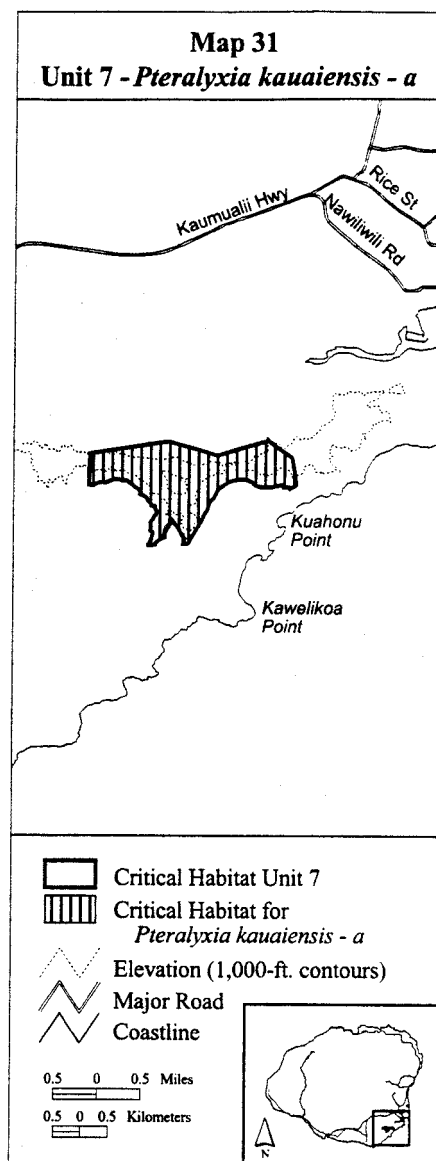 Map 31
Unit 7 - Pteralyxia kauaiensis - a
Rice St
Kaumualii Hwy
Nawiliwili Rd
Kuahonu
Point
Kawelikoa
Point
Critical Habitat Unit 7
Critical Habitat for
Pteralyxia kauaiensis - a
Elevation (1,000-ft. contours)
Major Road
Coastline
0.5 0 0.5 Miles
0.5 0 0.5 Kilometers
N